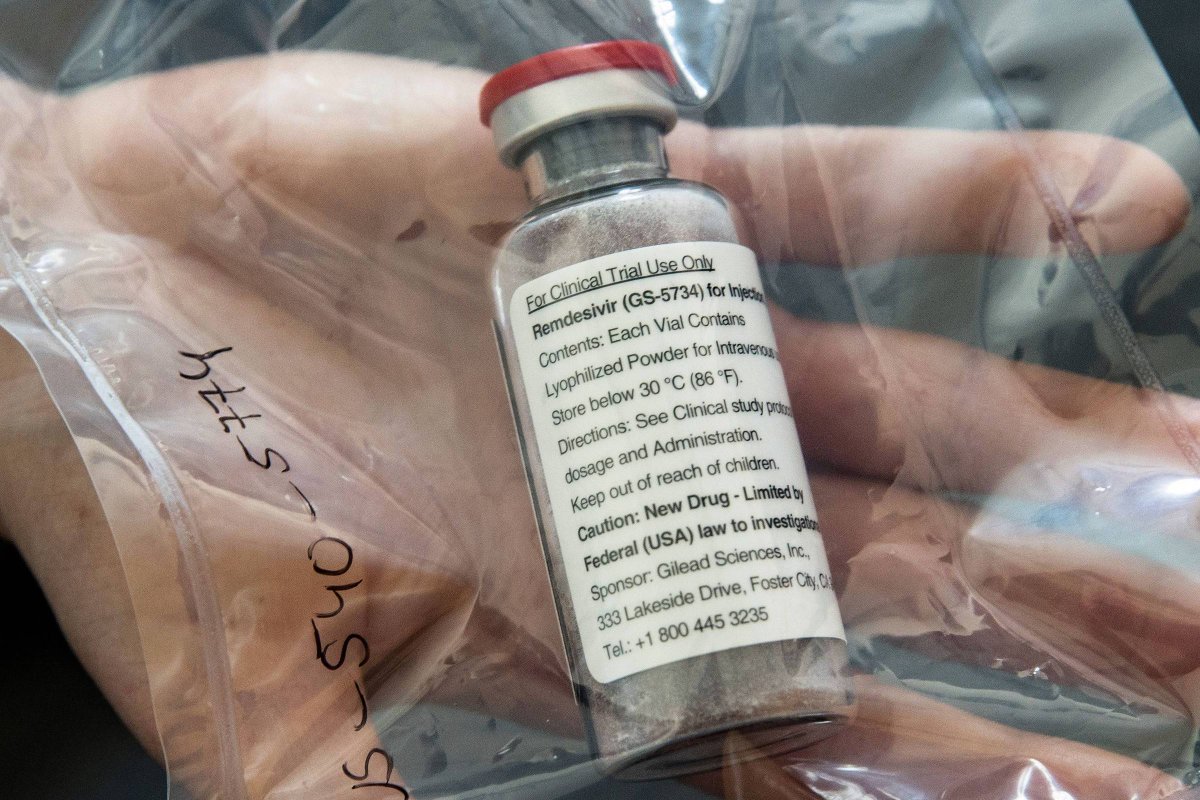 For Clinical Trial Use Only
Remdesivir (GS-5734) for
Contents: Each Vial Contains
Lyophilized Powder for Intravenous
Store below 30 °C (86 °F).
Directions: See Clinical study
dosage and Administration.
Keep out of reach of children.
Caution: New Drug - Limited by
Federal (USA) law to
Sponsor: Gilead Sciences, Inc.,
333 Lakeside Drive, Foster City,
Tel.: +1 800 445 3235